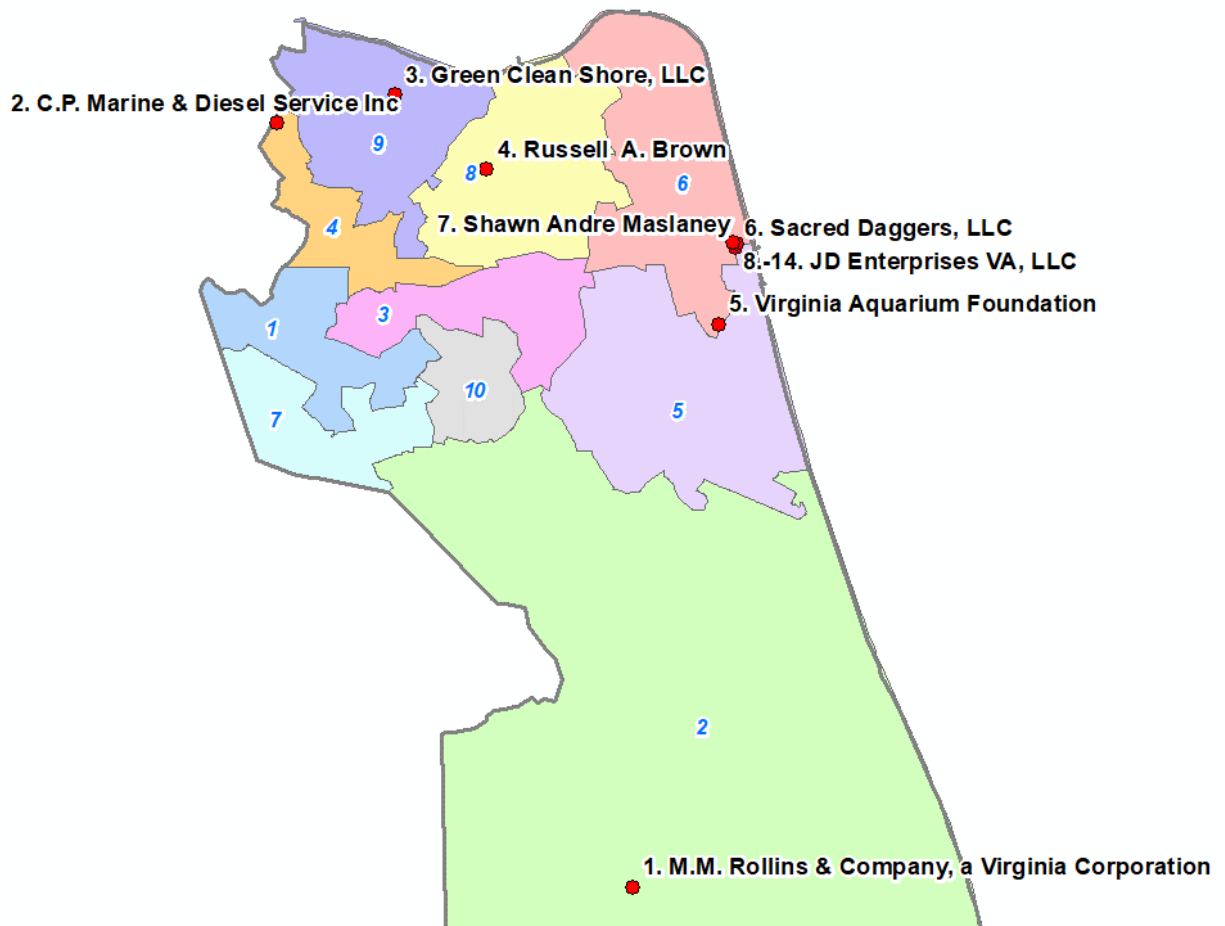 3. Green Clean Shore, LLC
2. C.P. Marine & Diesel Service Inc
9
4. Russell A. Brown
8
6
7. Shawn Andre Maslaney
6. Sacred Daggers, LLC
4
8.-14. JD Enterprises VA, LLC
5. Virginia Aquarium Foundation
3
1
10
5
7
2
1. M.M. Rollins & Company, a Virginia Corporation